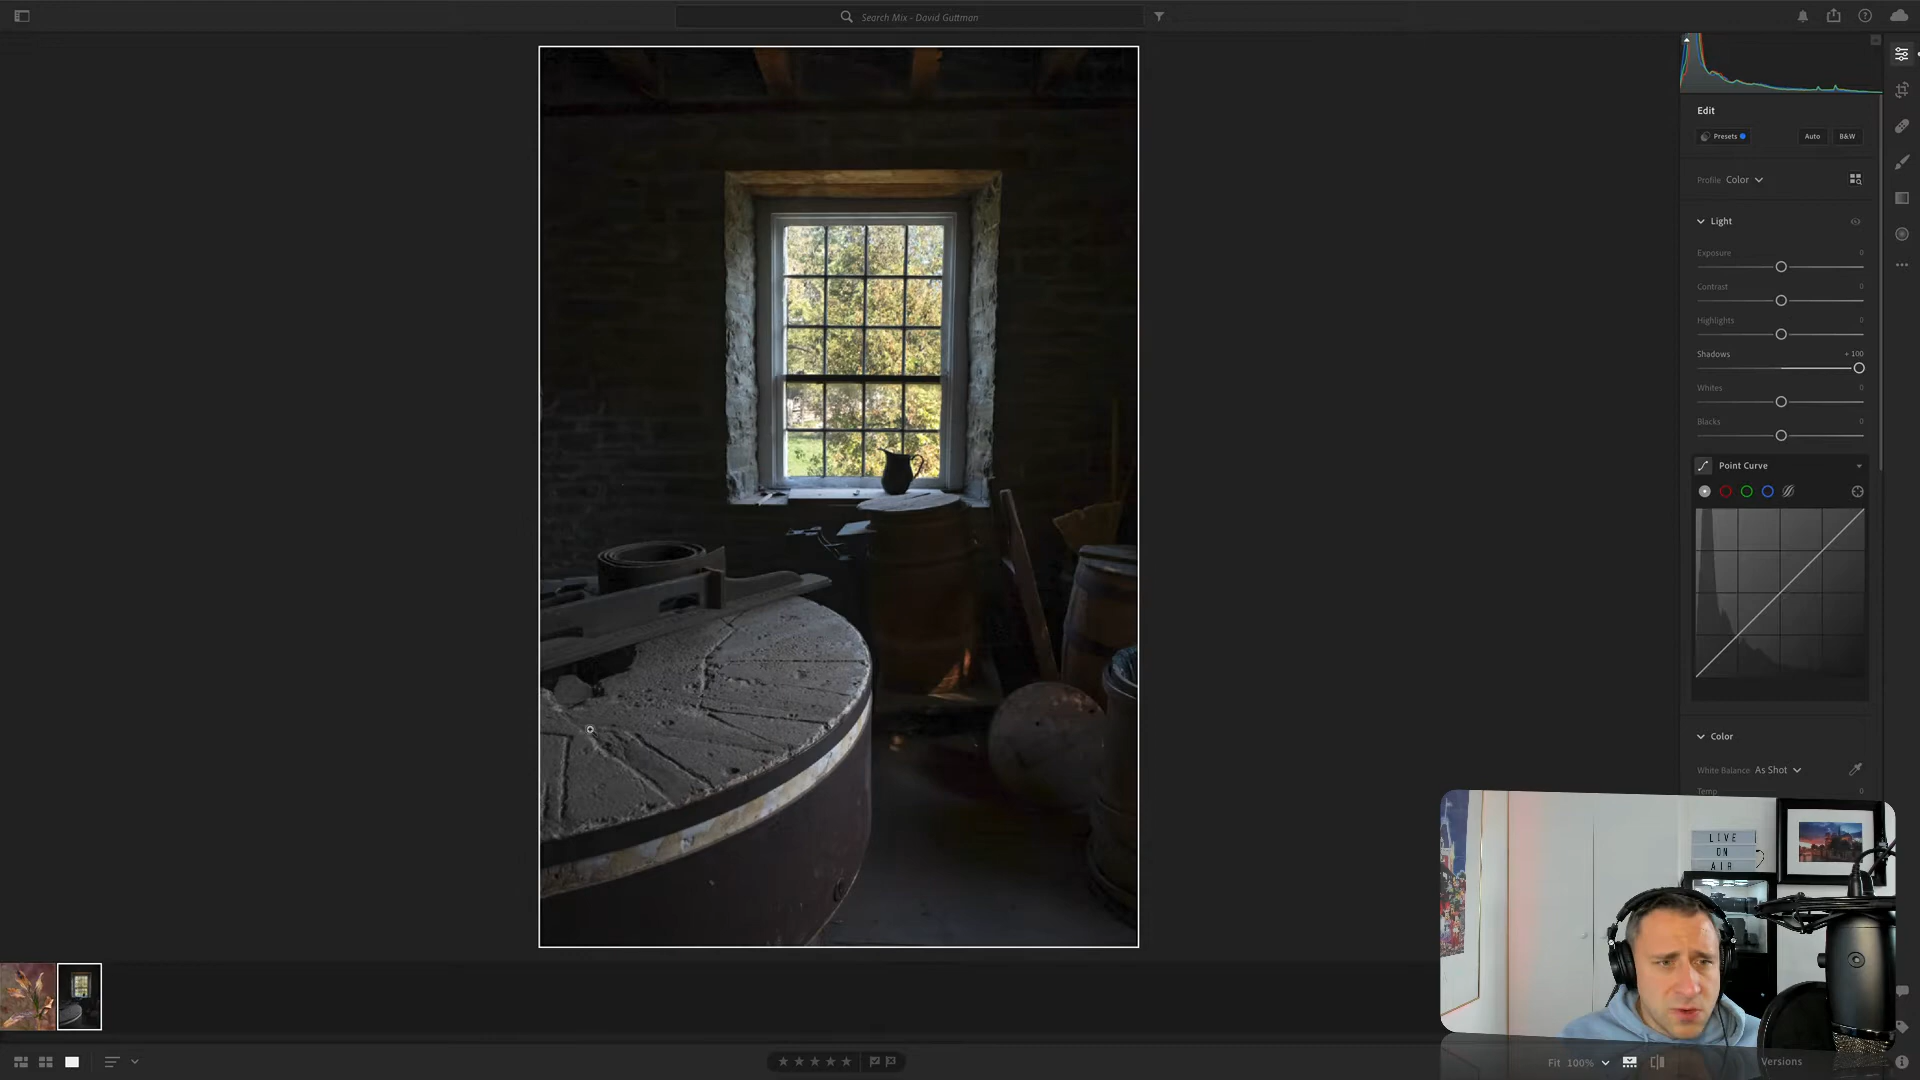 Search Mix - David Guttman
Edit
Presets
Auto
B&W
Profile Color
Light
Exposure 0
Contrast 0
Highlights 0
Shadows + 100
Whites 0
Blacks 0
Point Curve
Color
White Balance As Shot
Temp 0
LIVE
ON
AIR
Fit 100%
Versions